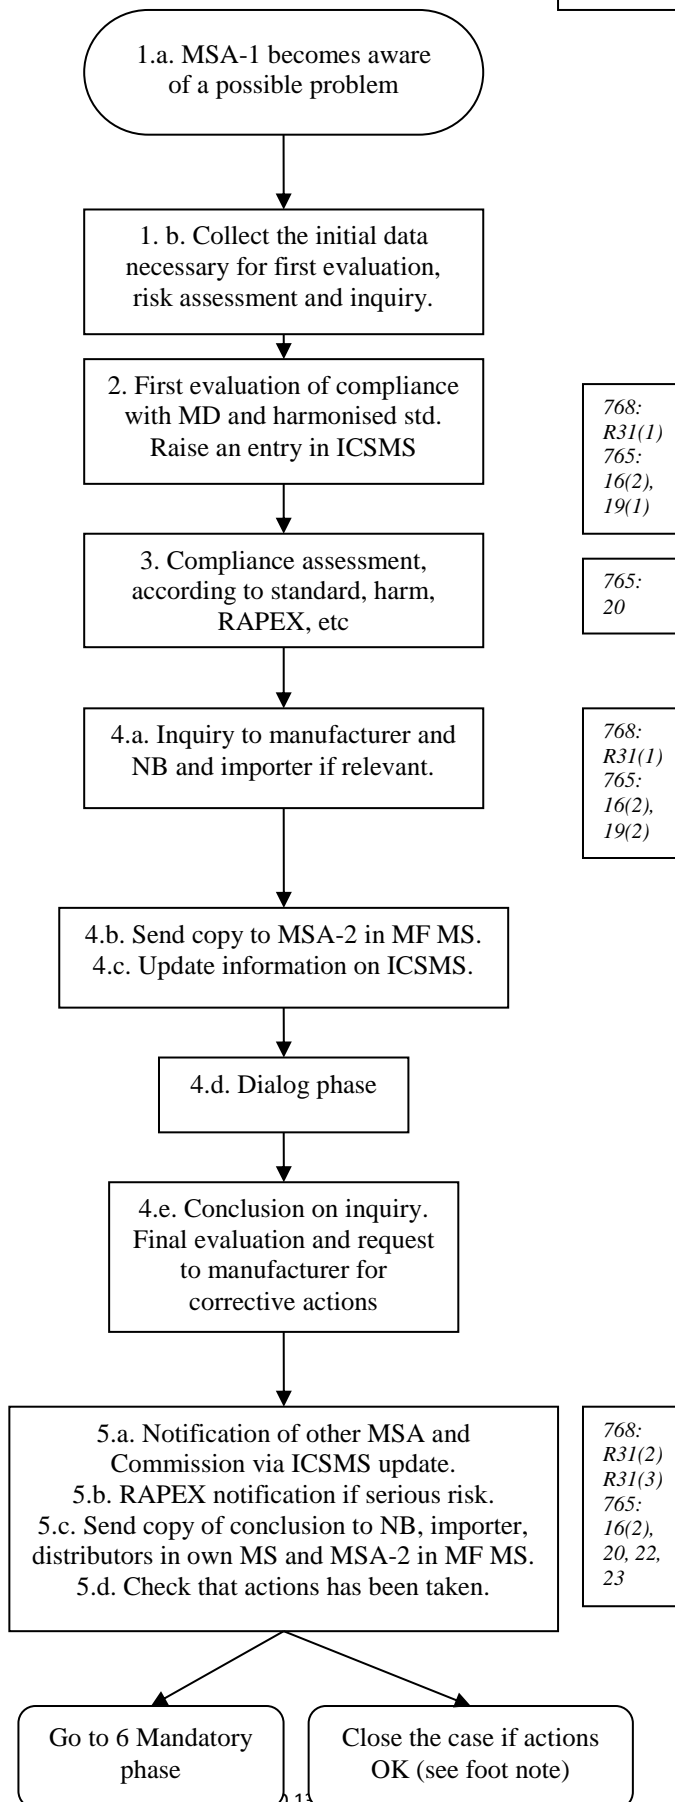 1.a. MSA-1 becomes aware
of a possible problem
1. b. Collect the initial data
necessary for first evaluation,
risk assessment and inquiry.
2. First evaluation of compliance
with MD and harmonised std.
Raise an entry in ICSMS
768:
R31(1)
765:
16(2),
19(1)
3. Compliance assessment,
according to standard, harm,
RAPEX, etc
765:
20
4.a. Inquiry to manufacturer and
NB and importer if relevant.
768:
R31(1)
765:
16(2),
19(2)
4.b. Send copy to MSA-2 in MF MS.
4.c. Update information on ICSMS.
4.d. Dialog phase
4.e. Conclusion on inquiry.
Final evaluation and request
to manufacturer for
corrective actions
5.a. Notification of other MSA and
Commission via ICSMS update.
5.b. RAPEX notification if serious risk.
5.c. Send copy of conclusion to NB, importer,
distributors in own MS and MSA-2 in MF MS.
5.d. Check that actions has been taken.
768:
R31(2)
R31(3)
765:
16(2),
20, 22,
23
Go to 6 Mandatory
phase
Close the case if actions
OK (see foot note)